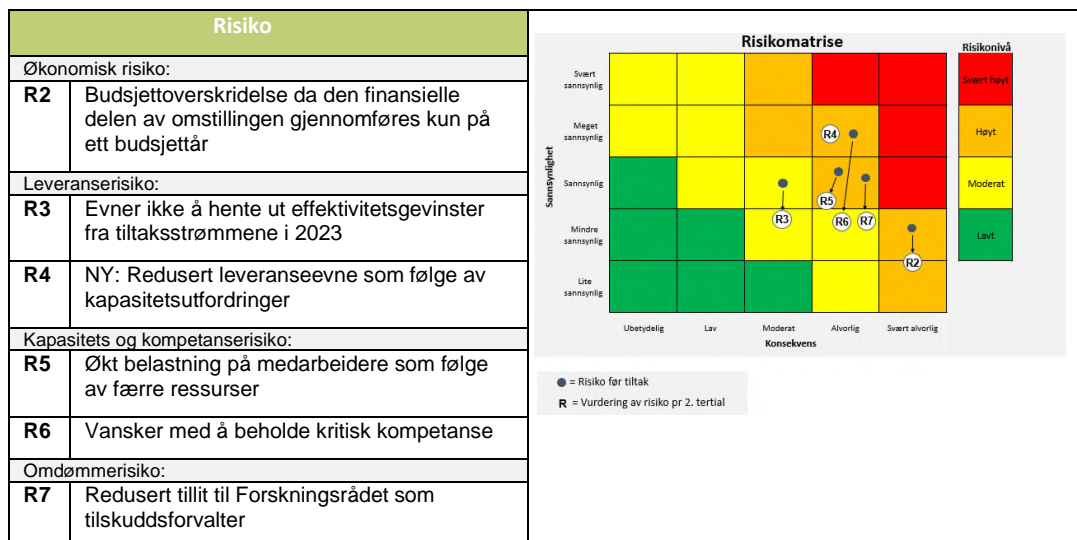 Risiko
Økonomisk risiko:
R2 Budsjettoverskridelse da den finansielle
delen av omstillingen gjennomføres kun på
ett budsjettår
Leveranserisiko:
R3 Evner ikke å hente ut effektivitetsgevinster
fra tiltaksstrømmene i 2023
R4 NY: Redusert leveranseevne som følge av
kapasitetsutfordringer
Kapasitets og kompetanserisiko:
R5 Økt belastning på medarbeidere som følge
av færre ressurser
R6 Vansker med å beholde kritisk kompetanse
Omdømmerisiko:
R7 Redusert tillit til Forskningsrådet som
tilskuddsforvalter
Risikomatrise
Risikonivå
Sannsynlighet
Svært
sannsynlig
Meget
sannsynlig
Sannsynlig
Mindre
sannsynlig
Lite
sannsynlig
R4
R5
R3
R6
R7
R2
Svært høyt
Høyt
Moderat
Lavt
Ubetydelig
Lav
Moderat
Alvorlig
Svært alvorlig
Konsekvens
= Risiko før tiltak
R = Vurdering av risiko pr 2. tertial